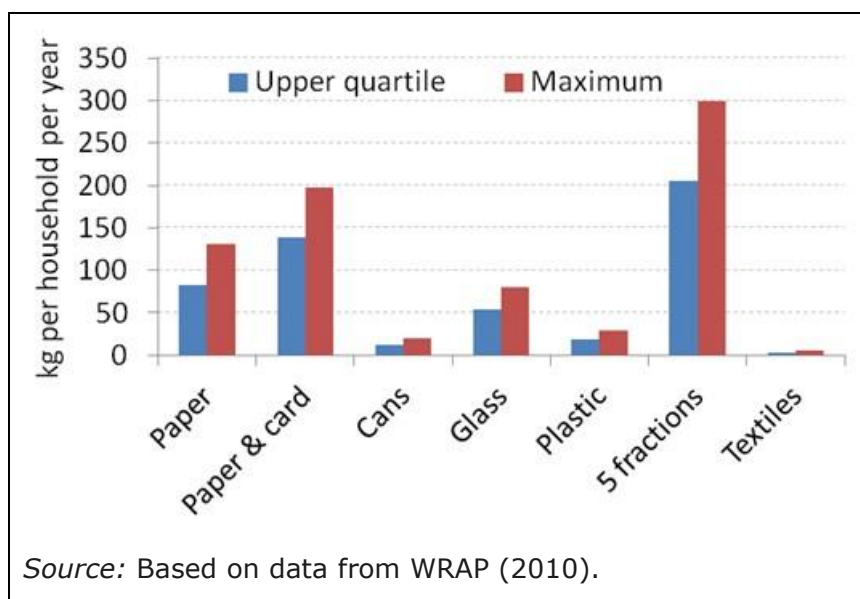 350
300
250
200
150
100
50
0
kg per household per year
Upper quartile Maximum
Paper
Paper & card
Cans
Glass
Plastic
5 fractions
Textiles
Source: Based on data from WRAP (2010).